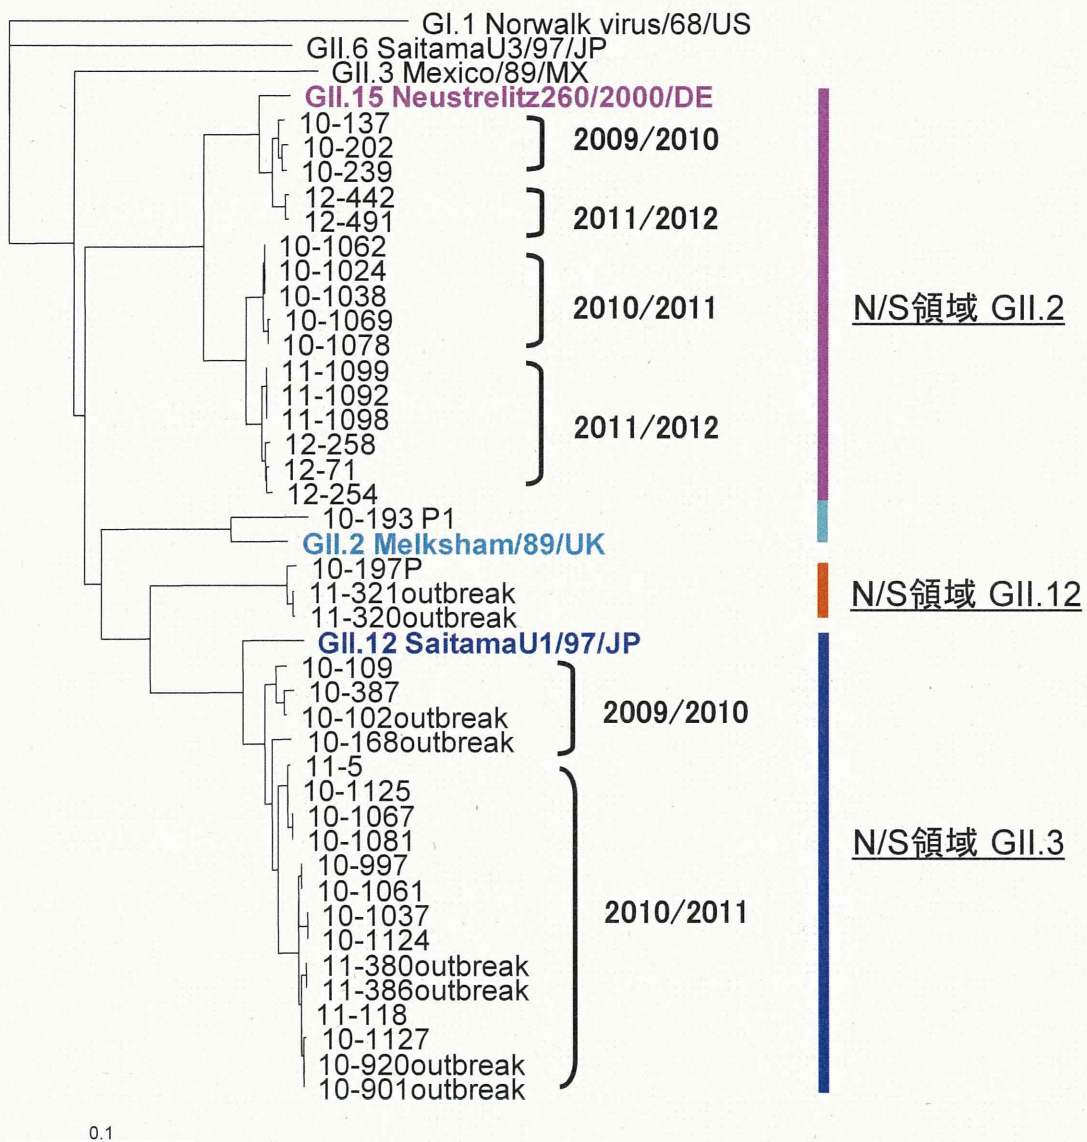 GI.1 Norwalk virus/68/US
GII.6 SaitamaU3/97/JP
GII.3 Mexico/89/MX
GII.15 Neustrelitz260/2000/DE
10-137
10-202
10-239
2009/2010
12-442
12-491
2011/2012
10-1062
10-1024
10-1038
10-1069
10-1078
2010/2011
N/S領域 GII.2
11-1099
11-1092
11-1098
12-258
12-71
12-254
2011/2012
10-193 P1
GII.2 Melksham/89/UK
10-197P
11-321outbreak
11-320outbreak
N/S領域 GII.12
GII.12 SaitamaU1/97/JP
10-109
10-387
10-102outbreak
10-168outbreak
2009/2010
11-5
10-1125
10-1067
10-1081
N/S領域 GII.3
10-997
10-1061
10-1037
10-1124
2010/2011
11-380outbreak
11-386outbreak
11-118
10-1127
10-920outbreak
10-901outbreak
0.1